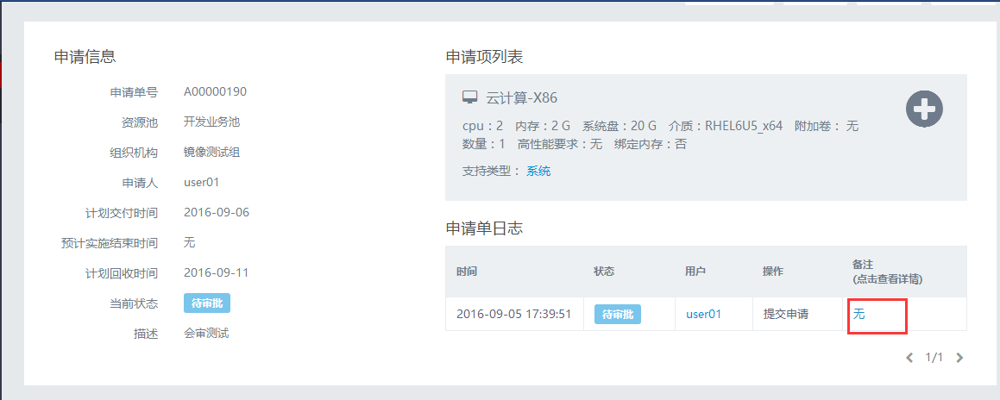 申请信息
申请单号 A00000190
资源池 开发业务池
组织机构 镜像测试组
申请人 user01
计划交付时间 2016-09-06
预计实施结束时间 无
计划回收时间 2016-09-11
当前状态 待审批
描述 会审测试
申请项列表
云计算-X86
cpu：2 内存：2 G 系统盘：20 G 介质：RHEL6U5_x64 附加卷： 无
数量：1 高性能要求：无 绑定内存：否
支持类型： 系统
申请单日志
时间 状态 用户 操作 备注
(点击查看详情)
2016-09-05 17:39:51 待审批 user01 提交申请 无
1/1